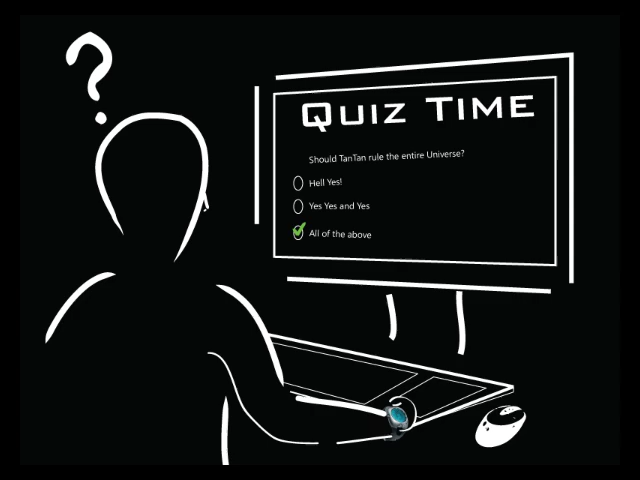 ?
QUIZ TIME
Should TanTan rule the entire Universe?
Hell Yes!
Yes Yes and Yes
All of the above